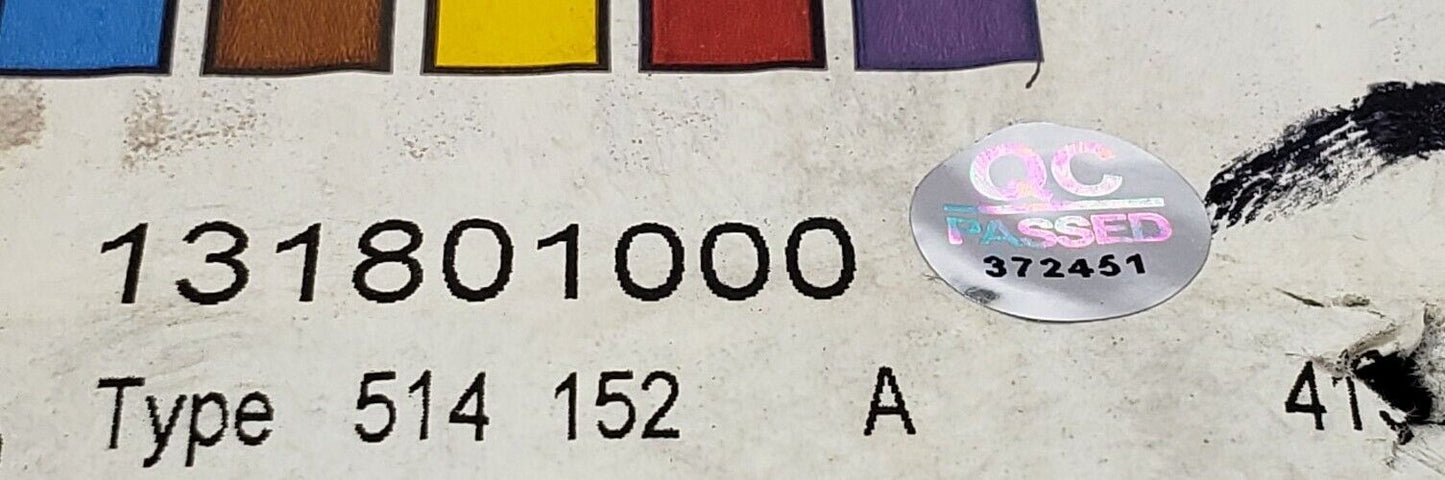 131801000
QC
PASSED
372451
Type 514 152 A